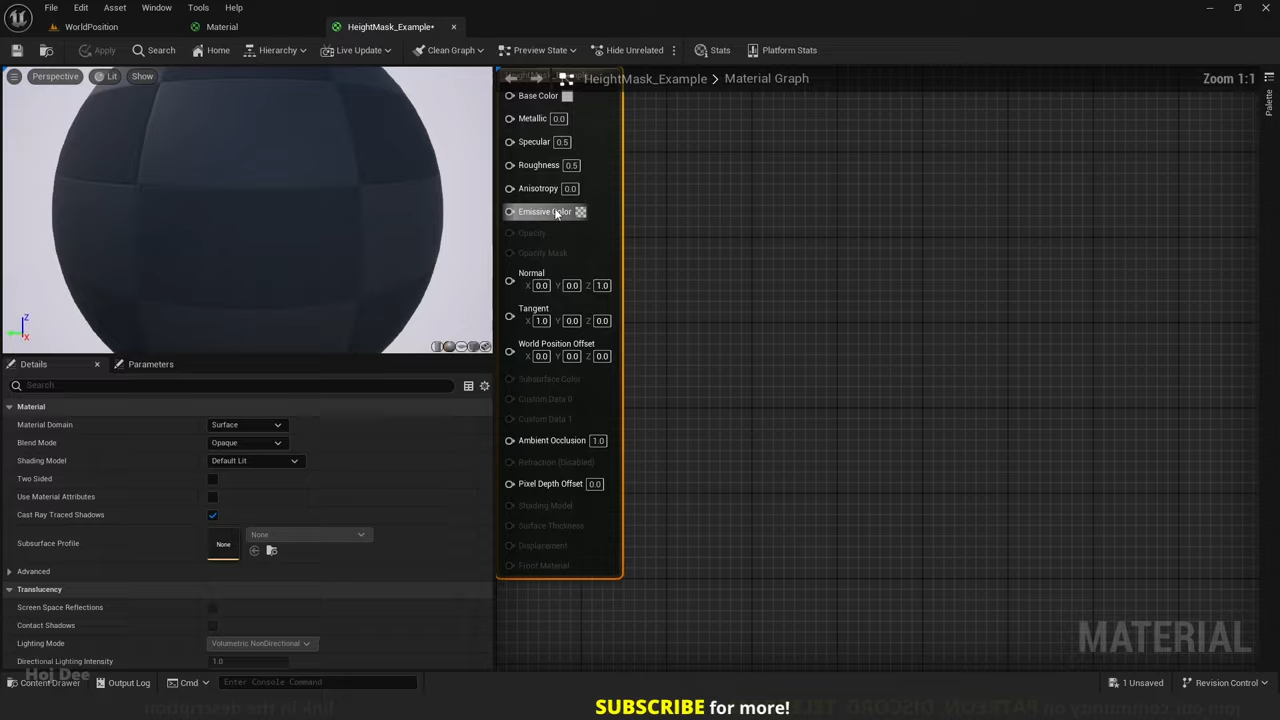 File Edit Asset Window Tools Help
WorldPosition Material HeightMask_Example*
Apply Search Home Hierarchy Live Update Clean Graph Preview State Hide Unrelated Stats Platform Stats
Perspective Lit Show
HeightMask_Example > Material Graph Zoom 1:1
Palette
Base Color
Metallic 0.0
Specular 0.5
Roughness 0.5
Anisotropy 0.0
Emissive Color
Opacity
Opacity Mask
Normal
X 0.0 Y 0.0 Z 1.0
Tangent
X 1.0 Y 0.0 Z 0.0
World Position Offset
X 0.0 Y 0.0 Z 0.0
Subsurface Color
Custom Data 0
Custom Data 1
Ambient Occlusion 1.0
Refraction (Disabled)
Pixel Depth Offset 0.0
Shading Model
Surface Thickness
Displacement
Front Material
Z
X
Details Parameters
Search
Material
Material Domain Surface
Blend Mode Opaque
Shading Model Default Lit
Two Sided
Use Material Attributes
Cast Ray Traced Shadows
Subsurface Profile None None
Advanced
Translucency
Screen Space Reflections
Contact Shadows
Lighting Mode Volumetric NonDirectional
Directional Lighting Intensity 1.0
MATERIAL
Hoi Dee
Content Drawer Output Log Cmd Enter Console Command 1 Unsaved Revision Control
SUBSCRIBE for more!